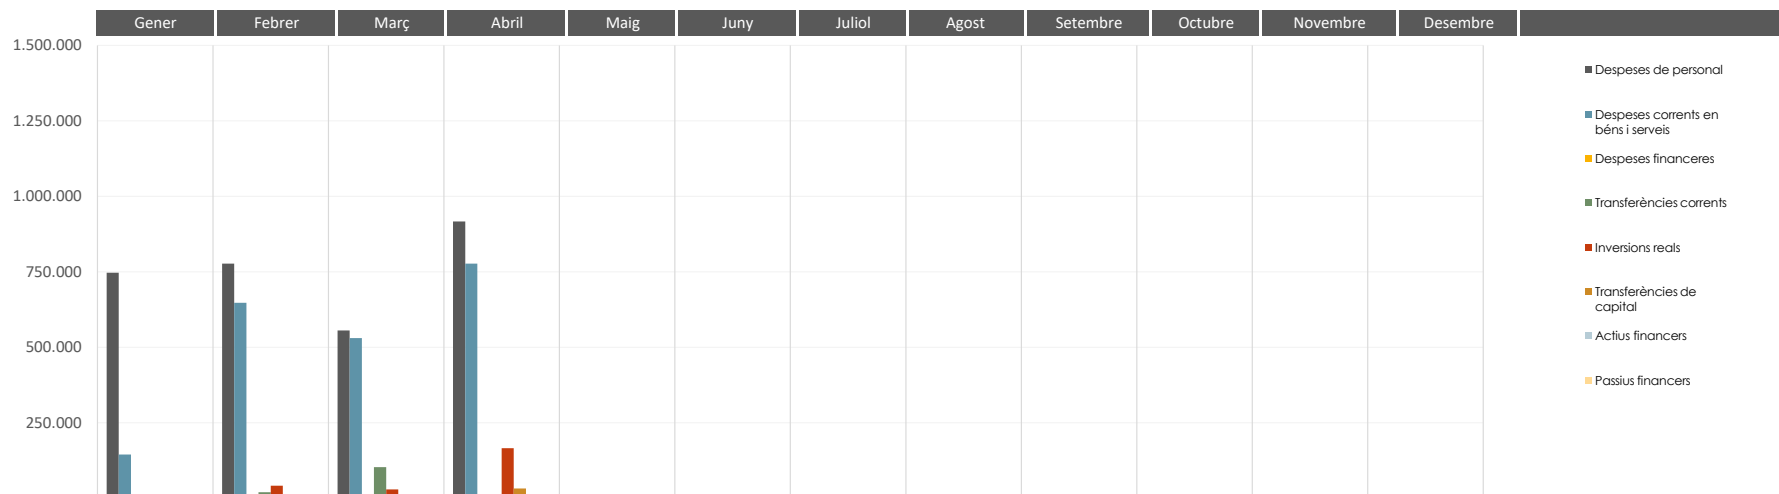 Gener Febrer Març Abril Maig Juny Juliol Agost Setembre Octubre Novembre Desembre
1.500.000
1.250.000
1.000.000
750.000
500.000
250.000
Despeses de personal
Despeses corrents en
béns i serveis
Despeses financeres
Transferències corrents
Inversions reals
Transferències de
capital
Actius financers
Passius financers